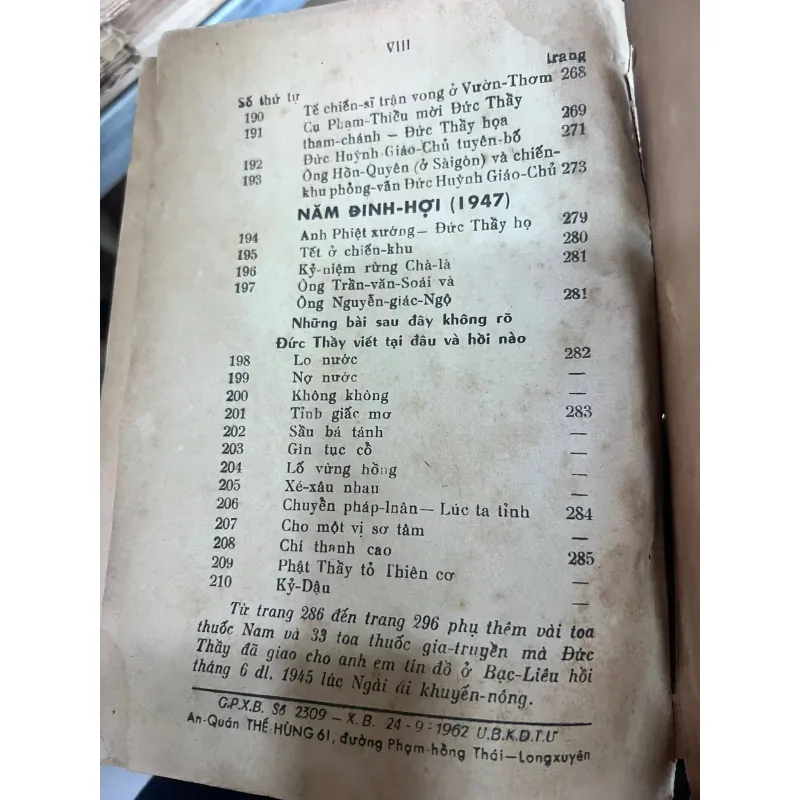 VIII
Số thứ tự trang
190 Tế chiến-sĩ trận vong ở Vườn-Thơm 268
191 Cụ Phạm-Thiều mời Đức Thầy
tham-chánh — Đức Thầy họa 269
192 Đức Huỳnh Giáo-Chủ tuyên-bố 271
193 Ông Hồn-Quyên (ở Sàigòn) và chiến-
khu phỏng-vấn Đức Huỳnh Giáo-Chủ 273
NĂM ĐINH-HỢI (1947)
194 Anh Phiệt xướng— Đức Thầy họ 279
195 Tết ở chiến-khu 280
196 Kỷ-niệm rừng Chà-là 281
197 Ông Trần-văn-Soái và
Ông Nguyễn-giác-Ngộ 281
Những bài sau đây không rõ
Đức Thầy viết tại đâu và hồi nào
198 Lo nước 282
199 Nợ nước —
200 Không không —
201 Tỉnh giấc mơ 283
202 Sầu bá tánh —
203 Gìn tục cổ —
204 Lố vừng hồng —
205 Xé-xâu nhau —
206 Chuyển pháp-luân— Lúc ta tỉnh 284
207 Cho một vị sơ tâm —
208 Chí thanh cao 285
209 Phật Thầy tỏ Thiên cơ —
210 Kỷ-Dậu —
Từ trang 286 đến trang 296 phụ thêm vài toa
thuốc Nam và 33 toa thuốc gia-truyền mà Đức
Thầy đã giao cho anh em tín đồ ở Bạc-Liêu hồi
tháng 6 dl. 1945 lúc Ngài đi khuyến-nông.
G.P.X.B. Số 2309 — X.B. 24-9-1962 U.B.K.D.T.Ư
An-Quán THẾ-HÙNG 61, đường Phạm-hồng Thái—Longxuyên